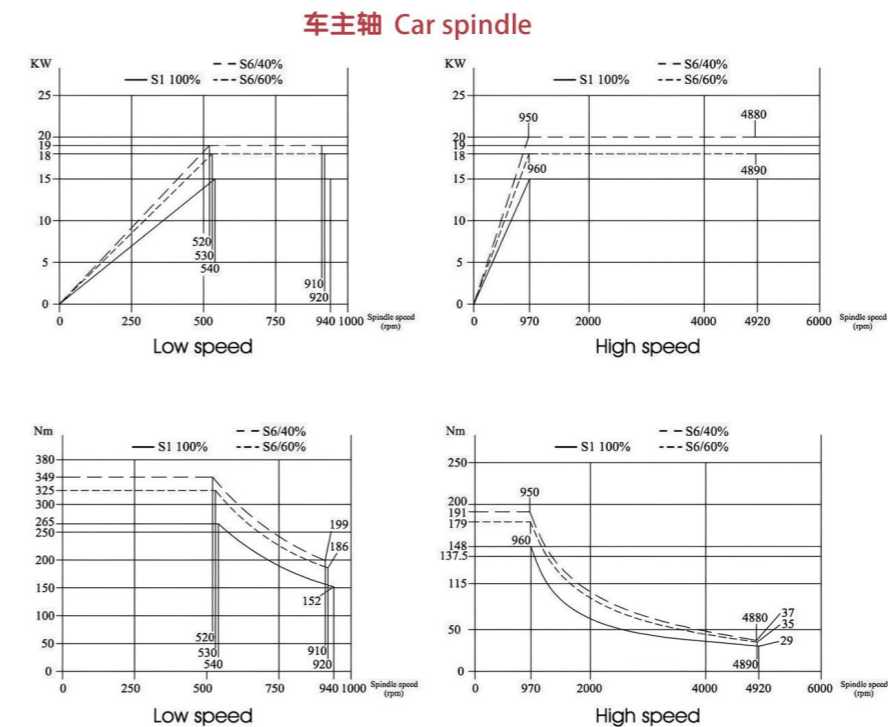 车主轴 Car spindle
KW
S6/40%
S1 100%
S6/60%
25
20
19
18
15
10
5
0
520
530
540
910
920
0 250 500 750 940 1000
Spindle speed
(rpm)
Low speed
KW
S6/40%
S1 100%
S6/60%
25
20
19
18
15
10
5
0
950
4880
960
4890
0 970 2000 4000 4920 6000
Spindle speed
(rpm)
High speed
Nm
S6/40%
S1 100%
S6/60%
380
349
325
300
265
250
200
150
100
50
0
199
186
152
520
530
540
910
920
0 250 500 750 940 1000
Spindle speed
(rpm)
Low speed
Nm
S6/40%
S1 100%
S6/60%
250
200
191
179
148
137.5
115
50
0
950
960
4880
37
35
29
4890
0 970 2000 4000 4920 6000
Spindle speed
(rpm)
High speed